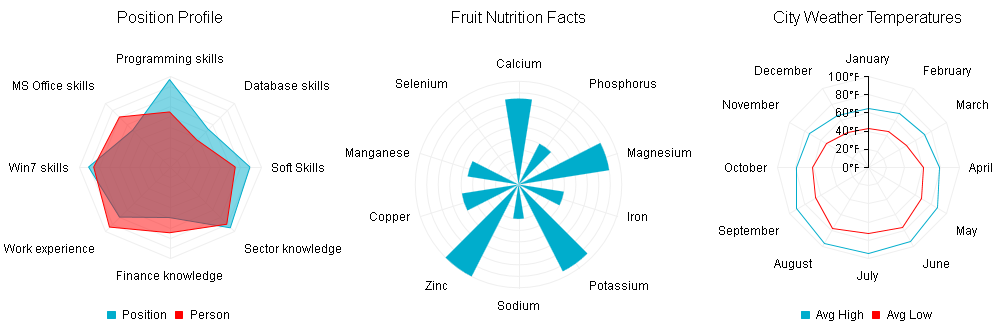 Position Profile
Programming skills
Database skills
Soft Skills
Sector knowledge
Finance knowledge
Work experience
Win7 skills
MS Office skills
Position
Person
Fruit Nutrition Facts
Calcium
Phosphorus
Magnesium
Iron
Potassium
Sodium
Zinc
Copper
Manganese
Selenium
City Weather Temperatures
January
February
March
April
May
June
July
August
September
October
November
December
100°F
80°F
60°F
40°F
20°F
0°F
Avg High
Avg Low